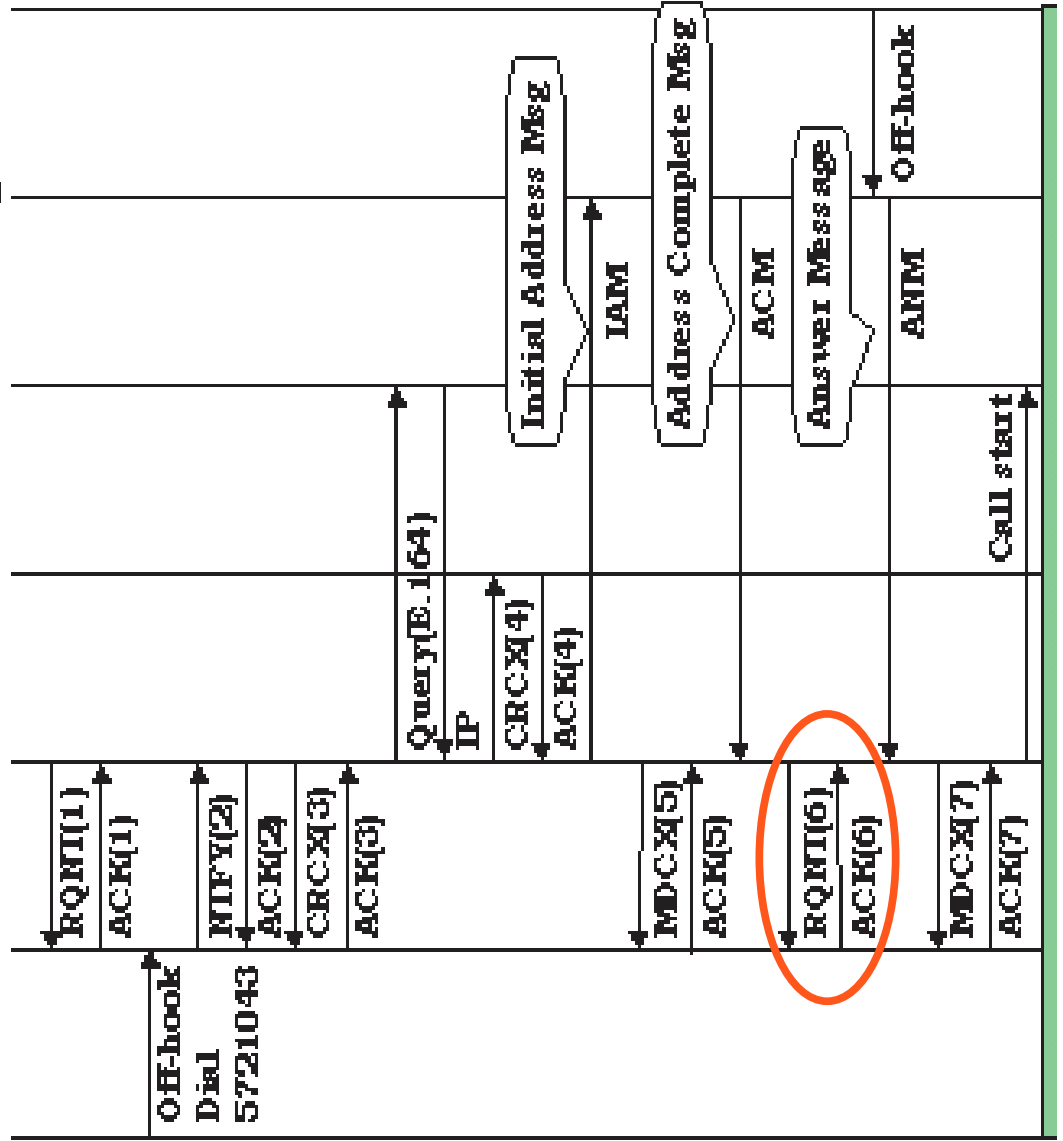 RQNT(1)
ACK(1)
Off-hook
Dial
5721043
NTFY(2)
ACK(2)
CRCX(3)
ACK(3)
Query(E.164)
IP
CRCX(4)
ACK(4)
Initial Address Msg
IAM
MDCX(5)
ACK(5)
Address Complete Msg
ACM
RQNT(6)
ACK(6)
Answer Message
Off-hook
ANM
MDCX(7)
ACK(7)
Call start